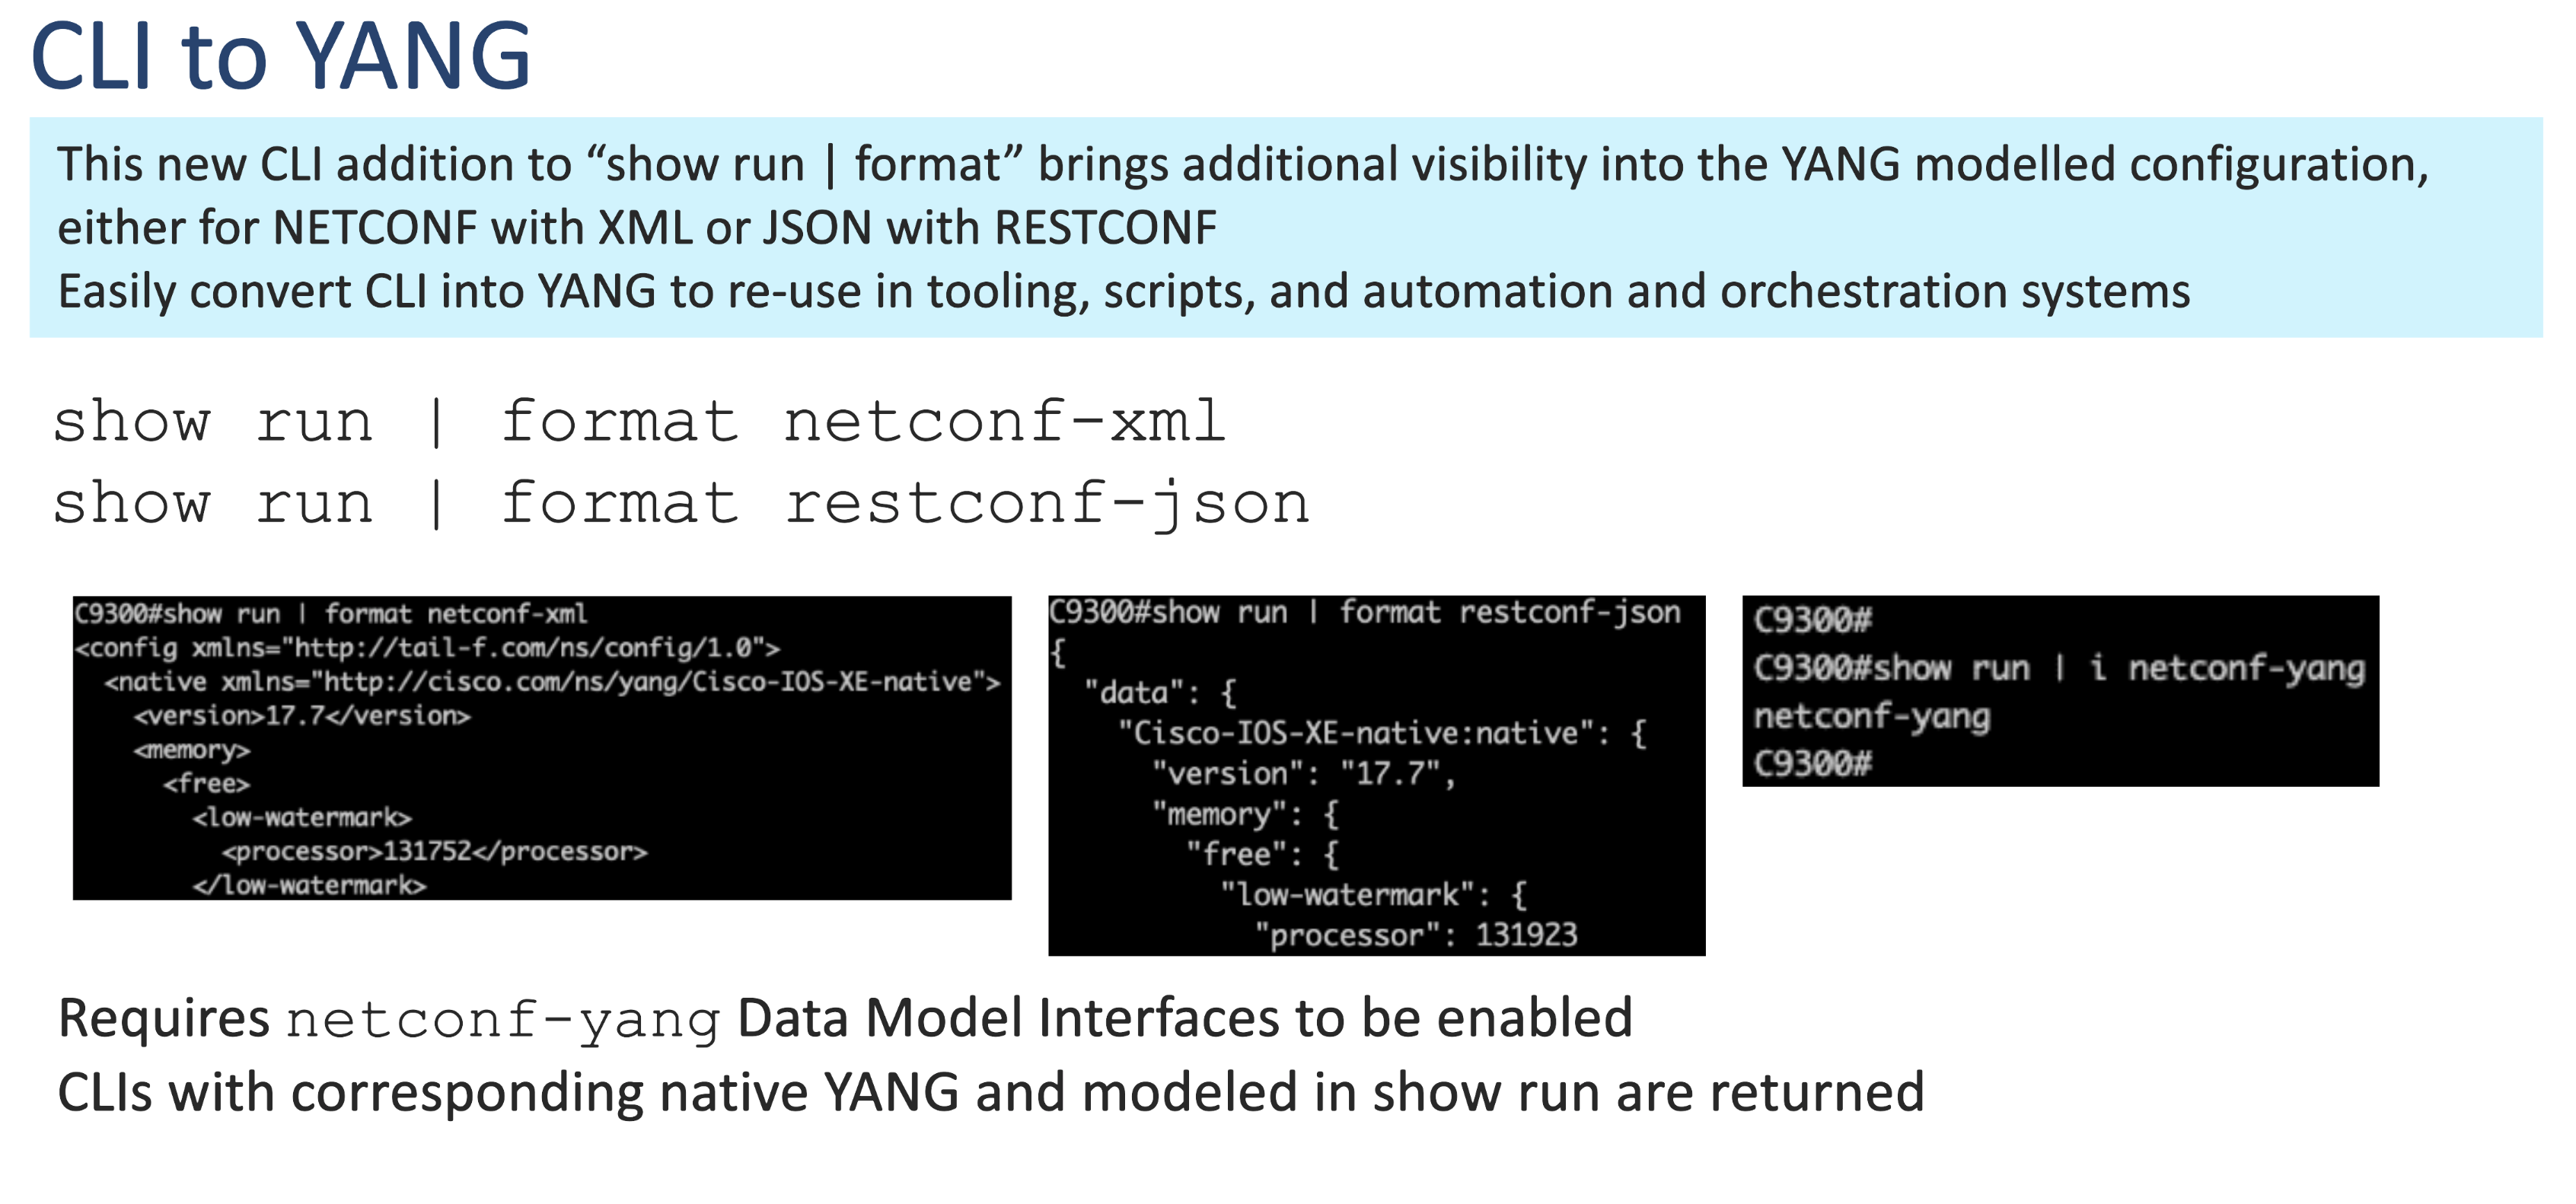 CLI to YANG
This new CLI addition to “show run | format” brings additional visibility into the YANG modelled configuration,
either for NETCONF with XML or JSON with RESTCONF
Easily convert CLI into YANG to re-use in tooling, scripts, and automation and orchestration systems
show run | format netconf-xml
show run | format restconf-json
C9300#show run | format netconf-xml
<config xmlns="http://tail-f.com/ns/config/1.0">
<native xmlns="http://cisco.com/ns/yang/Cisco-IOS-XE-native">
<version>17.7</version>
<memory>
<free>
<low-watermark>
<processor>131752</processor>
</low-watermark>
C9300#show run | format restconf-json
{
"data": {
"Cisco-IOS-XE-native:native": {
"version": "17.7",
"memory": {
"free": {
"low-watermark": {
"processor": 131923
C9300#
C9300#show run | i netconf-yang
netconf-yang
C9300#
Requires netconf-yang Data Model Interfaces to be enabled
CLIs with corresponding native YANG and modeled in show run are returned